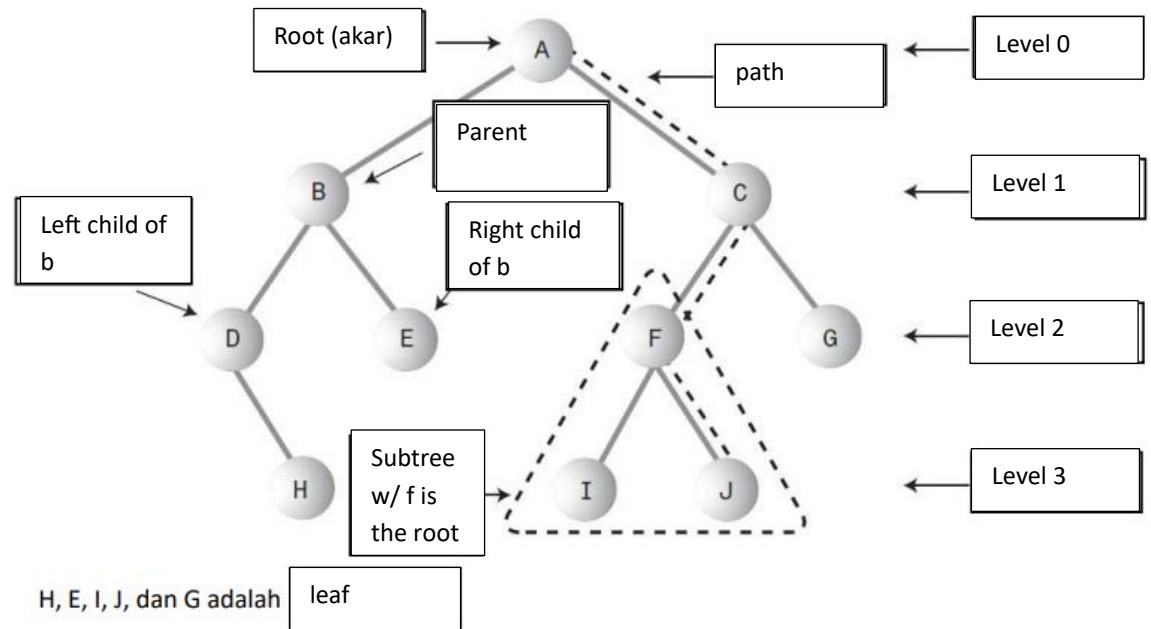 Root (akar)
A
path
Level 0
Parent
B
C
Level 1
Left child of
b
Right child
of b
D
E
F
G
Level 2
Subtree
w/ f is
the root
H
I
J
Level 3
H, E, I, J, dan G adalah
leaf